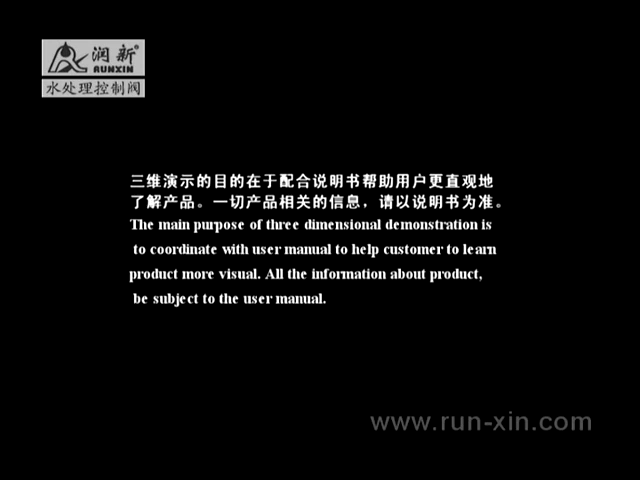 润新®
RUNXIN
水处理控制阀
三维演示的目的在于配合说明书帮助用户更直观地
了解产品。一切产品相关的信息，请以说明书为准。
The main purpose of three dimensional demonstration is
to coordinate with user manual to help customer to learn
product more visual. All the information about product,
be subject to the user manual.
www.run-xin.com